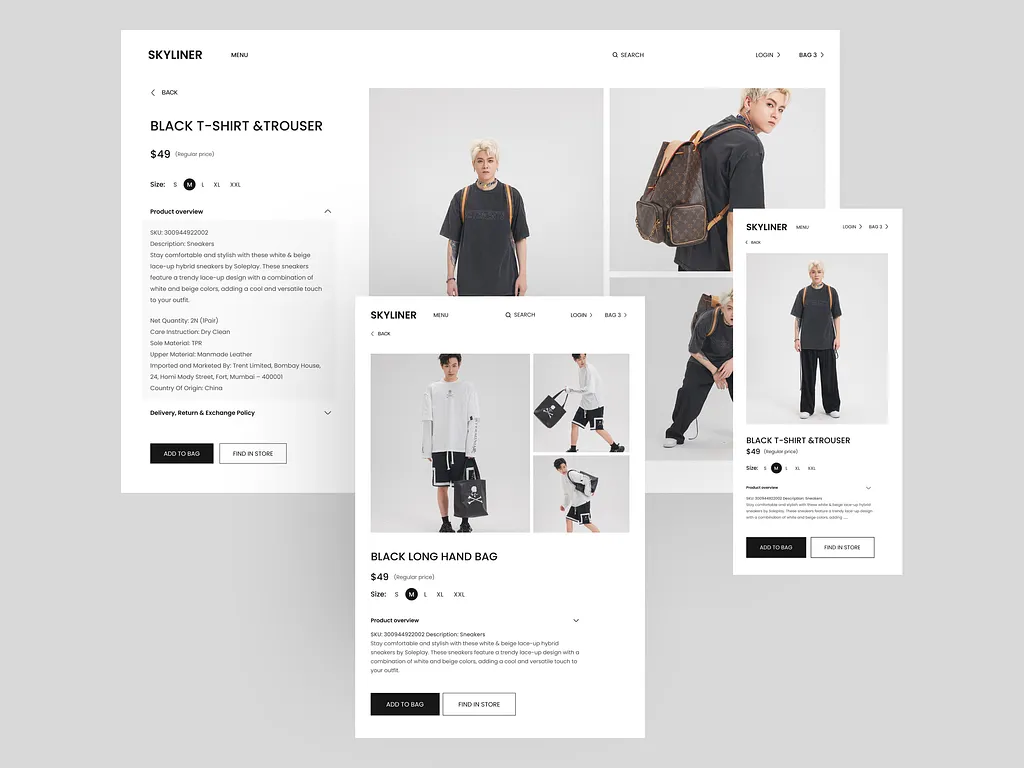 SKYLINER MENU SEARCH LOGIN BAG 3
BACK
BLACK T-SHIRT &TROUSER
$49 (Regular price)
Size: S M L XL XXL
Product overview
SKU: 300944922002
Description: Sneakers
Stay comfortable and stylish with these white & beige
lace-up hybrid sneakers by Soleplay. These sneakers
feature a trendy lace-up design with a combination of
white and beige colors, adding a cool and versatile touch
to your outfit.
Net Quantity: 2N (1Pair)
Care Instruction: Dry Clean
Sole Material: TPR
Upper Material: Manmade Leather
Imported and Marketed By: Trent Limited, Bombay House,
24, Homi Mody Street, Fort, Mumbai – 400001
Country Of Origin: China
Delivery, Return & Exchange Policy
ADD TO BAG FIND IN STORE
SKYLINER MENU SEARCH LOGIN BAG 3
BACK
BLACK LONG HAND BAG
$49 (Regular price)
Size: S M L XL XXL
Product overview
SKU: 300944922002 Description: Sneakers
Stay comfortable and stylish with these white & beige lace-up hybrid
sneakers by Soleplay. These sneakers feature a trendy lace-up design with a
combination of white and beige colors, adding a cool and versatile touch to
your outfit.
ADD TO BAG FIND IN STORE
SKYLINER MENU LOGIN BAG 3
BACK
BLACK T-SHIRT &TROUSER
$49 (Regular price)
Size: S M L XL XXL
Product overview
SKU: 300944922002 Description: Sneakers
Stay comfortable and stylish with these white & beige lace-up hybrid
sneakers by Soleplay. These sneakers feature a trendy lace-up design
with a combination of white and beige colors, adding ....
ADD TO BAG FIND IN STORE